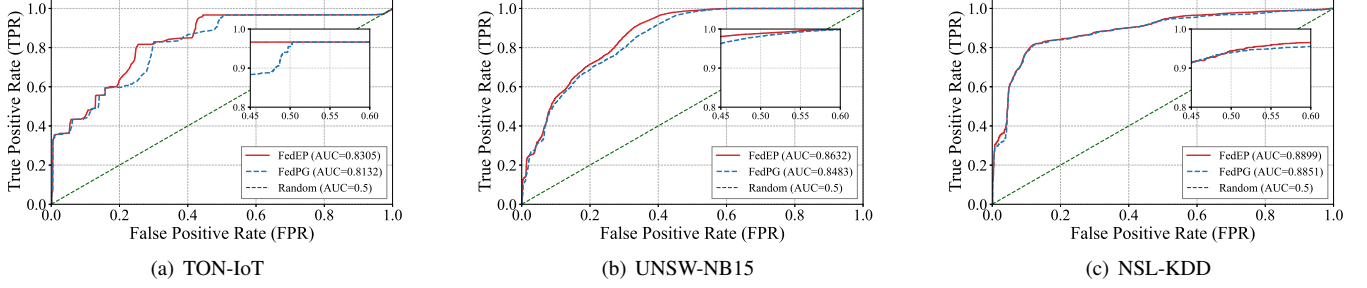 True Positive Rate (TPR)
1.0
0.8
0.6
0.4
0.2
0.0
0.0 0.2 0.4 0.6 0.8 1.0
False Positive Rate (FPR)
1.0
0.9
0.8
0.45 0.50 0.55 0.60
FedEP (AUC=0.8305)
FedPG (AUC=0.8132)
Random (AUC=0.5)
(a) TON-IoT
True Positive Rate (TPR)
1.0
0.8
0.6
0.4
0.2
0.0
0.0 0.2 0.4 0.6 0.8 1.0
False Positive Rate (FPR)
1.0
0.9
0.8
0.45 0.50 0.55 0.60
FedEP (AUC=0.8632)
FedPG (AUC=0.8483)
Random (AUC=0.5)
(b) UNSW-NB15
True Positive Rate (TPR)
1.0
0.8
0.6
0.4
0.2
0.0
0.0 0.2 0.4 0.6 0.8 1.0
False Positive Rate (FPR)
1.0
0.9
0.8
0.45 0.50 0.55 0.60
FedEP (AUC=0.8899)
FedPG (AUC=0.8851)
Random (AUC=0.5)
(c) NSL-KDD